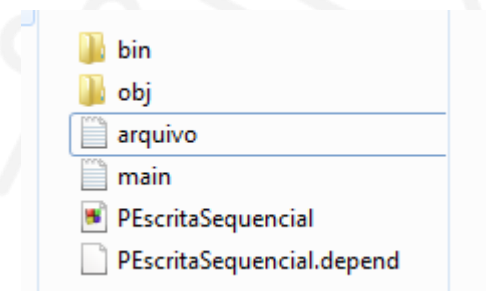 bin
obj
arquivo
main
PEscritaSequencial
PEscritaSequencial.depend